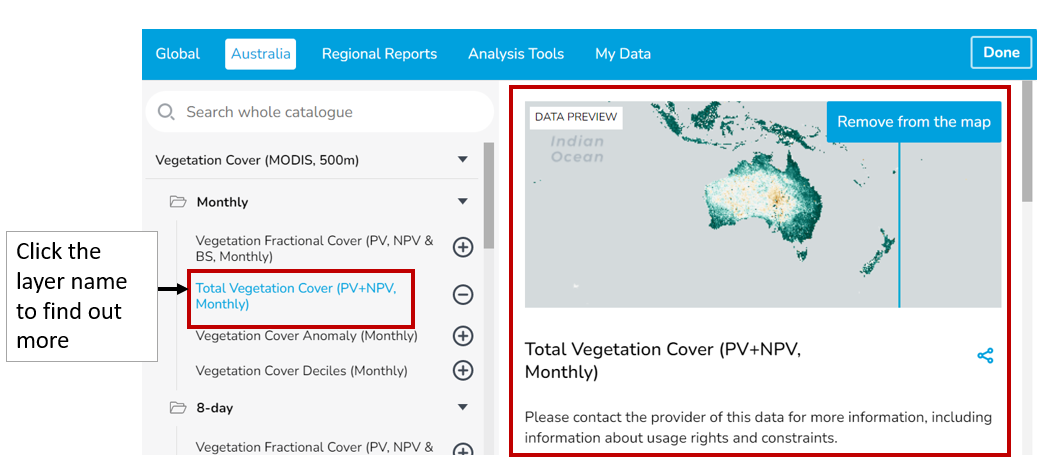 Global Australia Regional Reports Analysis Tools My Data Done
Search whole catalogue
Vegetation Cover (MODIS, 500m)
Monthly
Vegetation Fractional Cover (PV, NPV &
BS, Monthly)
Total Vegetation Cover (PV+NPV,
Monthly)
Vegetation Cover Anomaly (Monthly)
Vegetation Cover Deciles (Monthly)
8-day
Vegetation Fractional Cover (PV, NPV &
Click the
layer name
to find out
more
DATA PREVIEW
Remove from the map
Indian
Ocean
Total Vegetation Cover (PV+NPV,
Monthly)
Please contact the provider of this data for more information, including
information about usage rights and constraints.